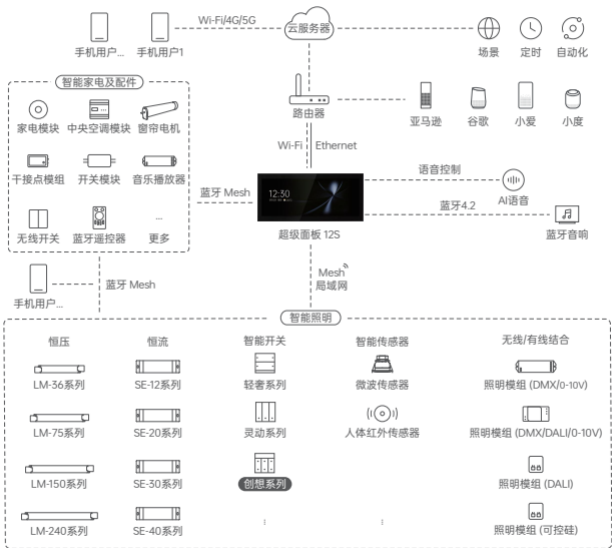 Wi-Fi/4G/5G
云服务器
手机用户...
手机用户1
场景
定时
自动化
智能家电及配件
家电模块
中央空调模块
窗帘电机
路由器
亚马逊
谷歌
小爱
小度
Wi-Fi
Ethernet
干接点模组
开关模块
音乐播放器
语音控制
蓝牙 Mesh
12:30
AI语音
蓝牙4.2
无线开关
蓝牙遥控器
...
更多
超级面板 12S
蓝牙音响
手机用户...
蓝牙 Mesh
Mesh
局域网
智能照明
恒压
恒流
智能开关
智能传感器
无线/有线结合
LM-36系列
SE-12系列
轻奢系列
微波传感器
照明模组 (DMX/0-10V)
LM-75系列
SE-20系列
灵动系列
人体红外传感器
照明模组 (DMX/DALI/0-10V)
LM-150系列
SE-30系列
创想系列
照明模组 (DALI)
LM-240系列
SE-40系列
照明模组 (可控硅)